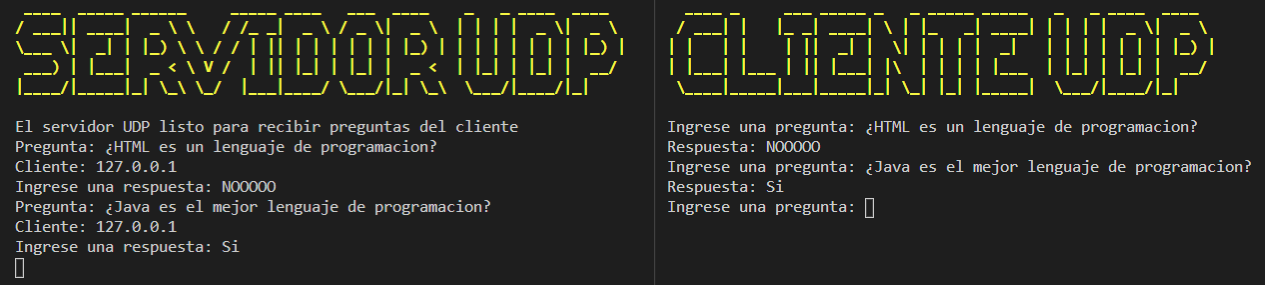 SERVIDOR UDP
El servidor UDP listo para recibir preguntas del cliente
Pregunta: ¿HTML es un lenguaje de programacion?
Cliente: 127.0.0.1
Ingrese una respuesta: NOOOOO
Pregunta: ¿Java es el mejor lenguaje de programacion?
Cliente: 127.0.0.1
Ingrese una respuesta: Si
CLIENTE UDP
Ingrese una pregunta: ¿HTML es un lenguaje de programacion?
Respuesta: NOOOOO
Ingrese una pregunta: ¿Java es el mejor lenguaje de programacion?
Respuesta: Si
Ingrese una pregunta: